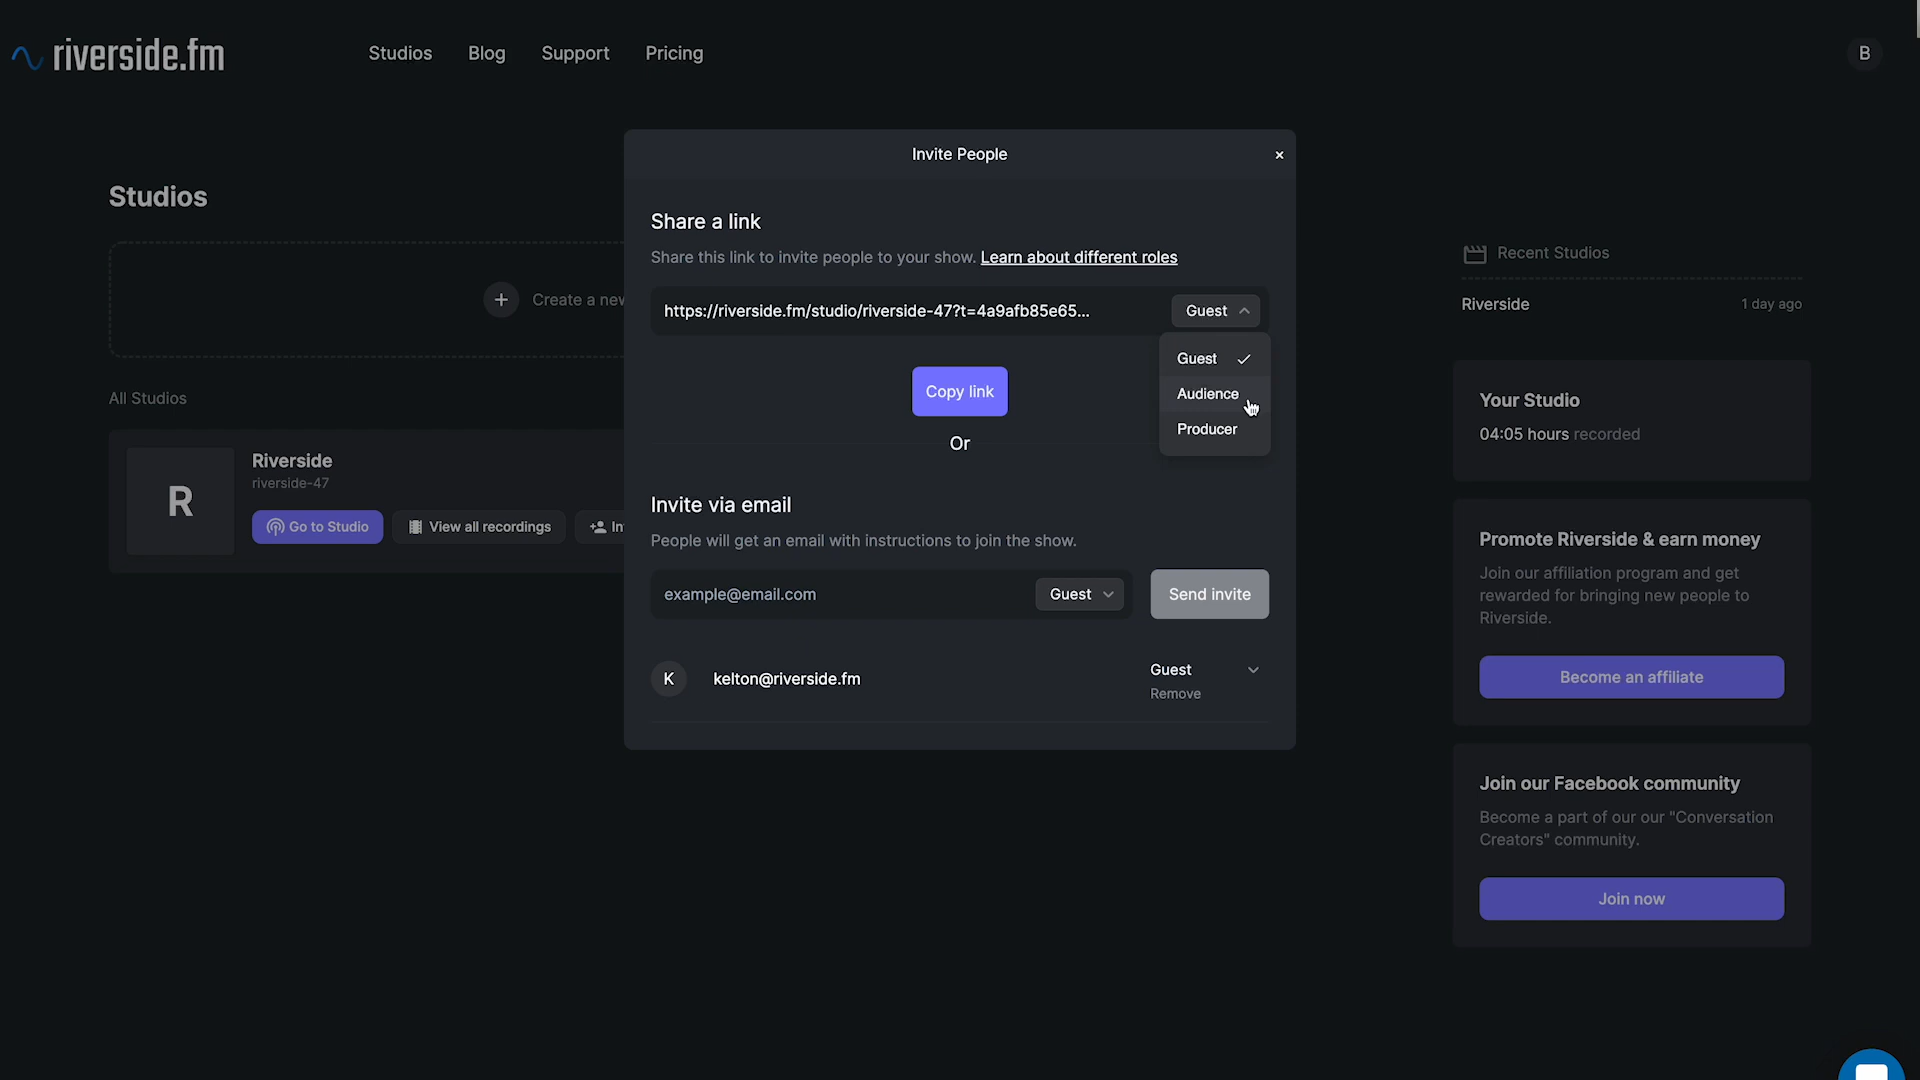 riverside.fm
Studios
Blog
Support
Pricing
B
Invite People
×
Studios
Share a link
Share this link to invite people to your show. Learn about different roles
https://riverside.fm/studio/riverside-47?t=4a9afb85e65...
Guest
Guest
Audience
Producer
Copy link
Or
Create a new
All Studios
R
Riverside
riverside-47
Go to Studio
View all recordings
In
Invite via email
People will get an email with instructions to join the show.
example@email.com
Guest
Send invite
K
kelton@riverside.fm
Guest
Remove
Recent Studios
Riverside
1 day ago
Your Studio
04:05 hours recorded
Promote Riverside & earn money
Join our affiliation program and get
rewarded for bringing new people to
Riverside.
Become an affiliate
Join our Facebook community
Become a part of our our "Conversation
Creators" community.
Join now